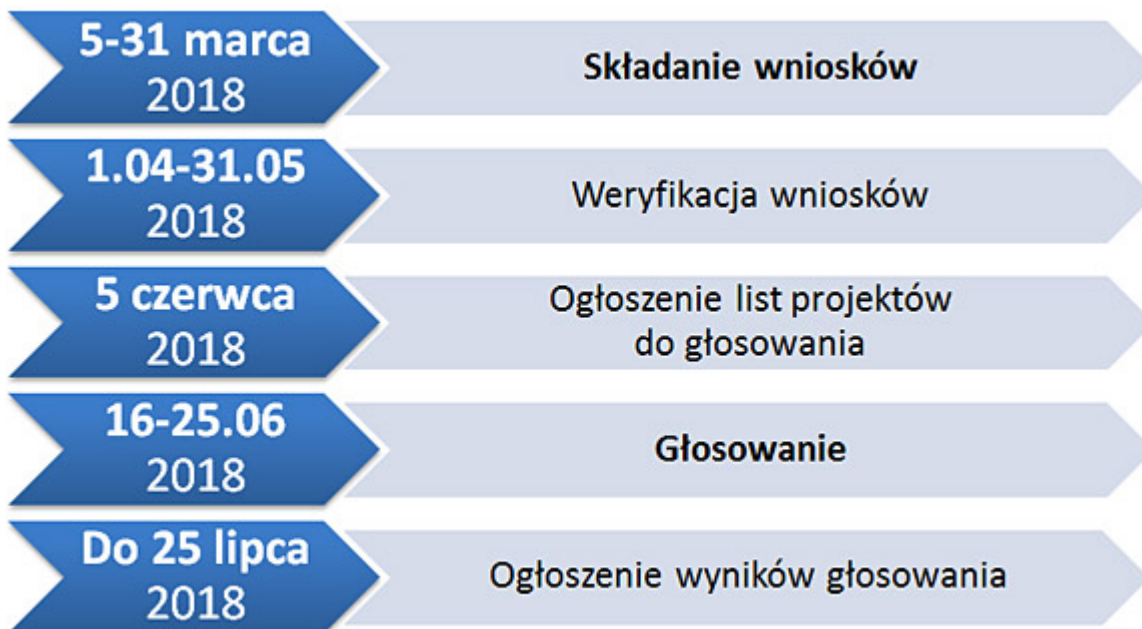 5-31 marca
2018
Składanie wniosków
1.04-31.05
2018
Weryfikacja wniosków
5 czerwca
2018
Ogłoszenie list projektów
do głosowania
16-25.06
2018
Głosowanie
Do 25 lipca
2018
Ogłoszenie wyników głosowania